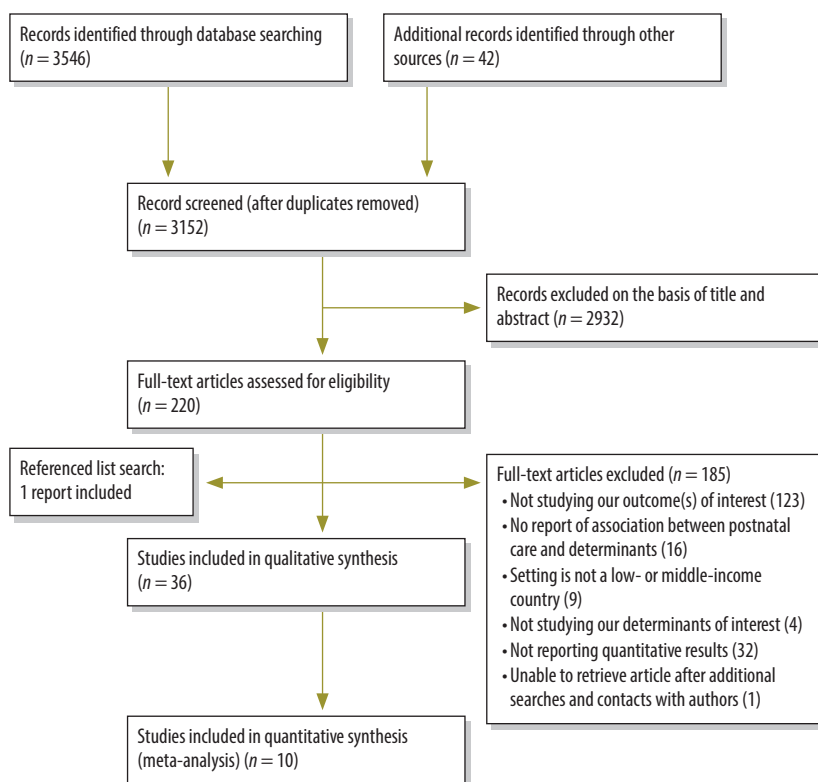 Records identified through database searching
(n = 3546)
Additional records identified through other
sources (n = 42)
Record screened (after duplicates removed)
(n = 3152)
Records excluded on the basis of title and
abstract (n = 2932)
Full-text articles assessed for eligibility
(n = 220)
Referenced list search:
1 report included
Full-text articles excluded (n = 185)
• Not studying our outcome(s) of interest (123)
• No report of association between postnatal
care and determinants (16)
• Setting is not a low- or middle-income
country (9)
• Not studying our determinants of interest (4)
• Not reporting quantitative results (32)
• Unable to retrieve article after additional
searches and contacts with authors (1)
Studies included in qualitative synthesis
(n = 36)
Studies included in quantitative synthesis
(meta-analysis) (n = 10)